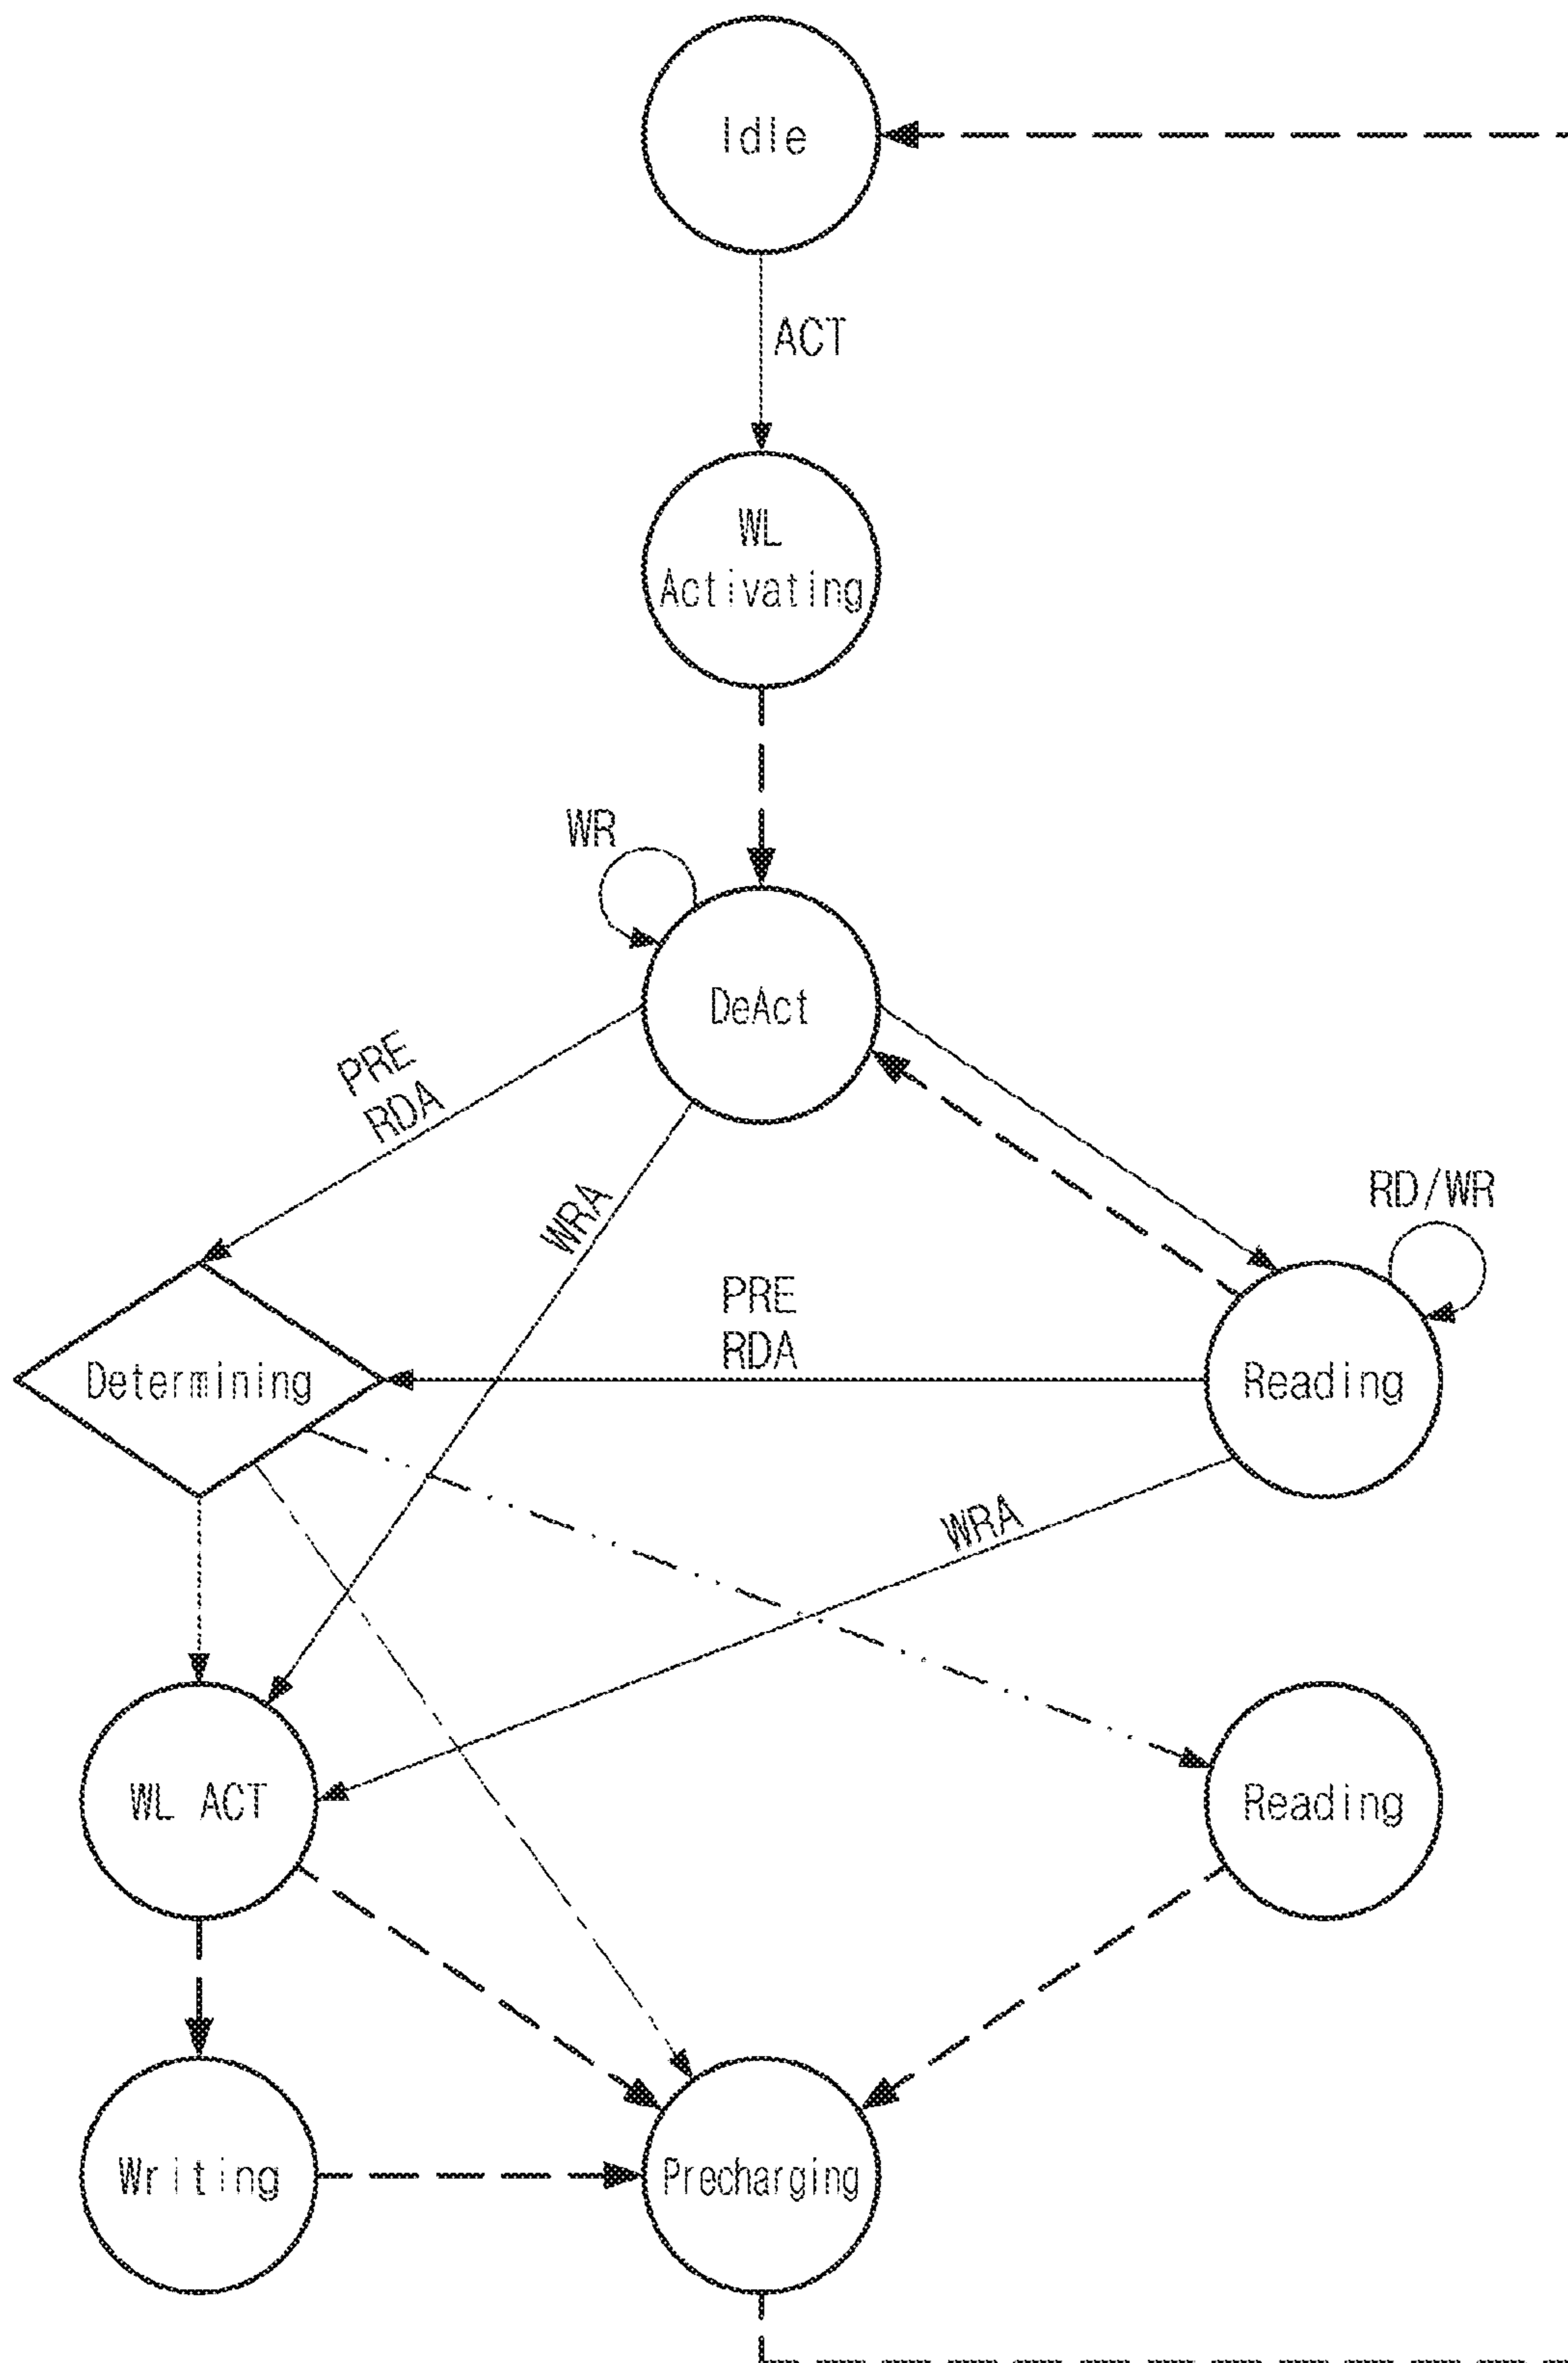 Idle
ACT
WL
Activating
WR
DeAct
PRE
RDA
WRA
RD/WR
PRE
RDA
Determining
Reading
WRA
WL ACT
Reading
Writing
Precharging